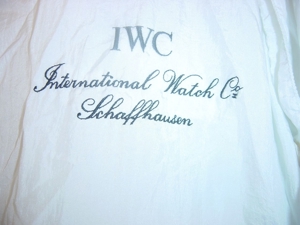 IWC
International Watch Co
Schaffhausen